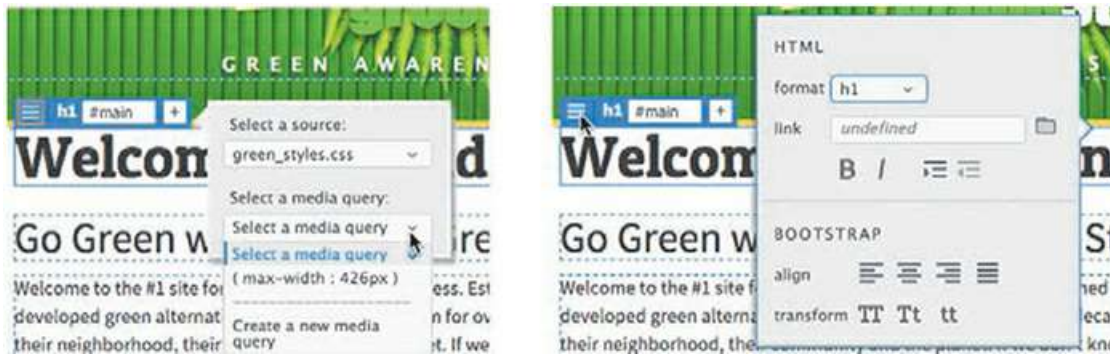 GREEN AWAREN
h1 #main +
Select a source:
green_styles.css
Select a media query:
Select a media query
Select a media query
( max-width : 426px )
Create a new media
query
Welcom d
Go Green w Gre
Welcome to the #1 site for ess. Est
developed green alternat n for ov
their neighborhood, their et. If we
HTML
format h1
link undefined
B I
BOOTSTRAP
align
transform TT Tt tt
S
h1 #main +
Welcom n
Go Green w St
Welcome to the #1 site f hed
developed green alterna eca
their neighborhood, the kn